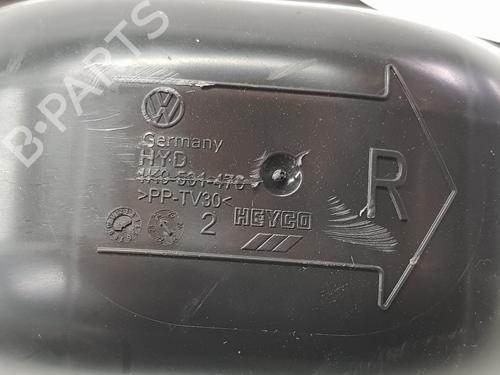 B-PARTS
Germany
HYD
>PP-TV30<
R
2 HEYCO